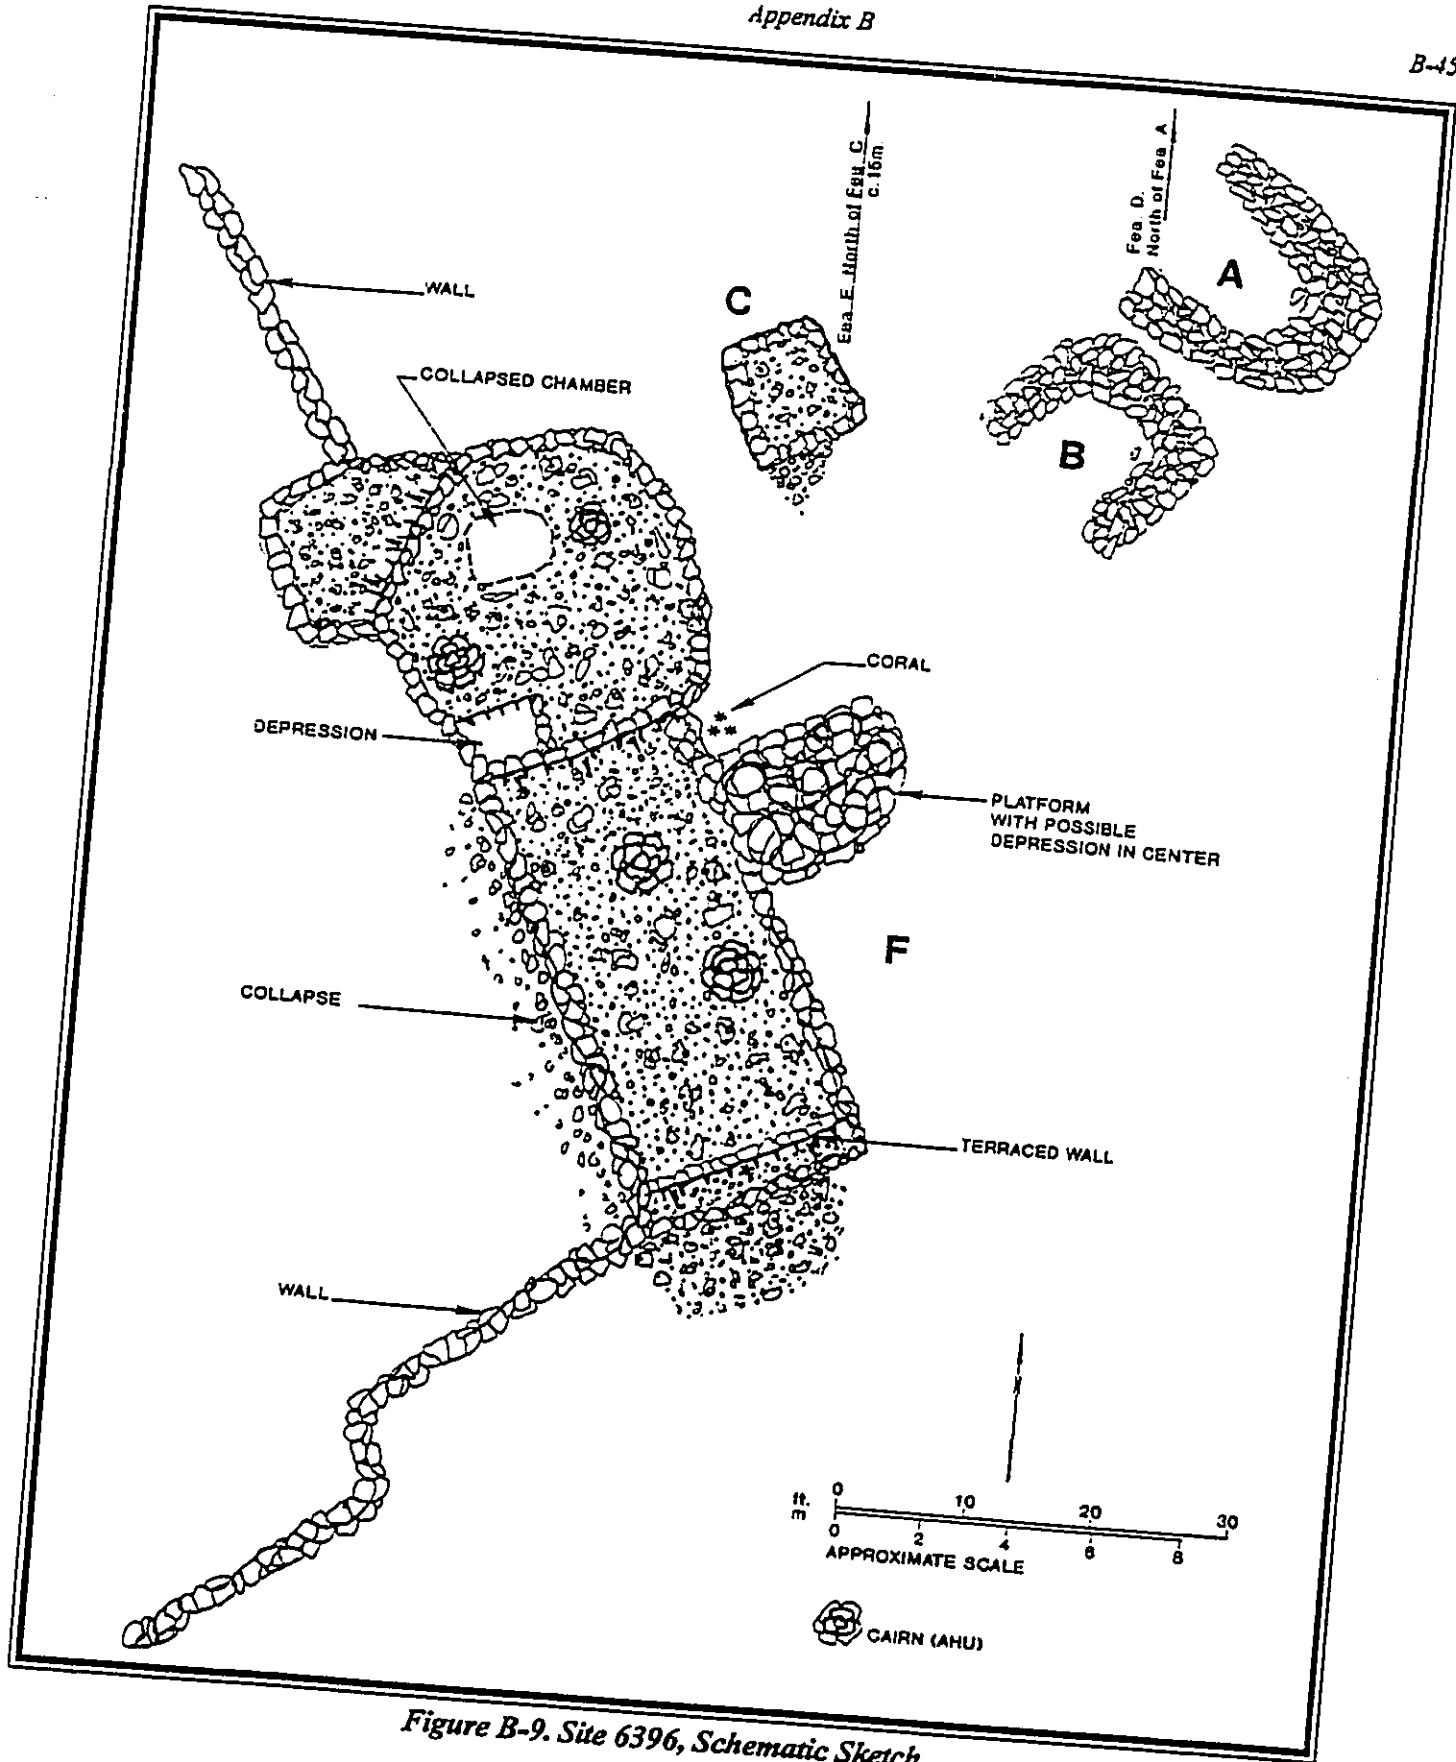 Appendix B
B-45
Fea E. North of Fea C
c.15m
Fea D.
North of Fea A
A
WALL
C
COLLAPSED CHAMBER
B
CORAL
DEPRESSION
PLATFORM
WITH POSSIBLE
DEPRESSION IN CENTER
F
COLLAPSE
TERRACED WALL
WALL
ft. 0 10 20 30
m 0 2 4 6 8
APPROXIMATE SCALE
CAIRN (AHU)
Figure B-9. Site 6396, Schematic Sketch